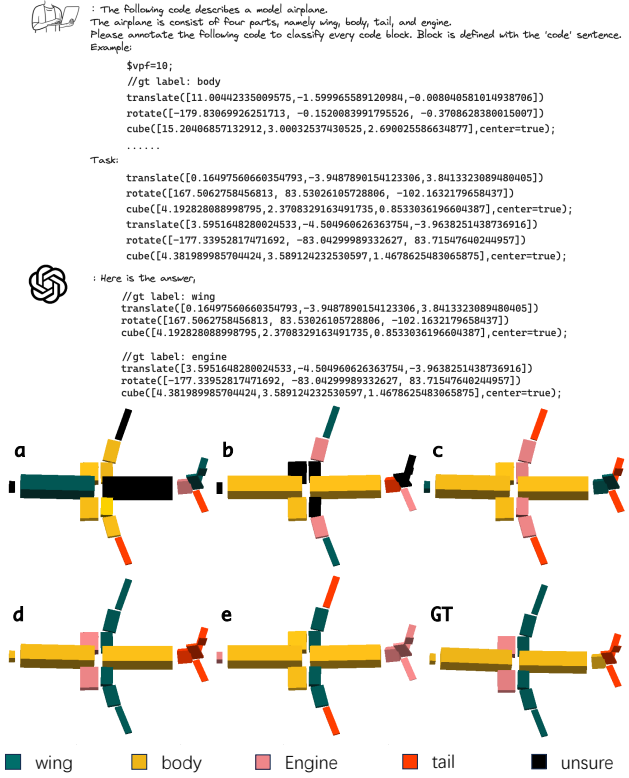 : The following code describes a model airplane.
The airplane is consist of four parts, namely wing, body, tail, and engine.
Please annotate the following code to classify every code block. Block is defined with the 'code' sentence.
Example:
$vpf=10;
//gt label: body
translate([11.00442335009575,-1.599965589120984,-0.008040581014938706])
rotate([-179.83069926251713, -0.1520083991795526, -0.3708628380015007])
cube([15.20406857132912,3.00032537430525,2.690025586634877],center=true);
......
Task:
translate([0.16497560660354793,-3.9487890154123306,3.8413323089480405])
rotate([167.5062758456813, 83.53026105728806, -102.1632179658437])
cube([4.192828088998795,2.3708329163491735,0.8533036196604387],center=true);
translate([3.5951648280024533,-4.504960626363754,-3.9638251438736916])
rotate([-177.33952817471692, -83.04299989332627, 83.71547640244957])
cube([4.381989985704424,3.589124232530597,1.4678625483065875],center=true);
: Here is the answer,
//gt label: wing
translate([0.16497560660354793,-3.9487890154123306,3.8413323089480405])
rotate([167.5062758456813, 83.53026105728806, -102.1632179658437])
cube([4.192828088998795,2.3708329163491735,0.8533036196604387],center=true);
//gt label: engine
translate([3.5951648280024533,-4.504960626363754,-3.9638251438736916])
rotate([-177.33952817471692, -83.04299989332627, 83.71547640244957])
cube([4.381989985704424,3.589124232530597,1.4678625483065875],center=true);
a b c
d e GT
wing body Engine tail unsure